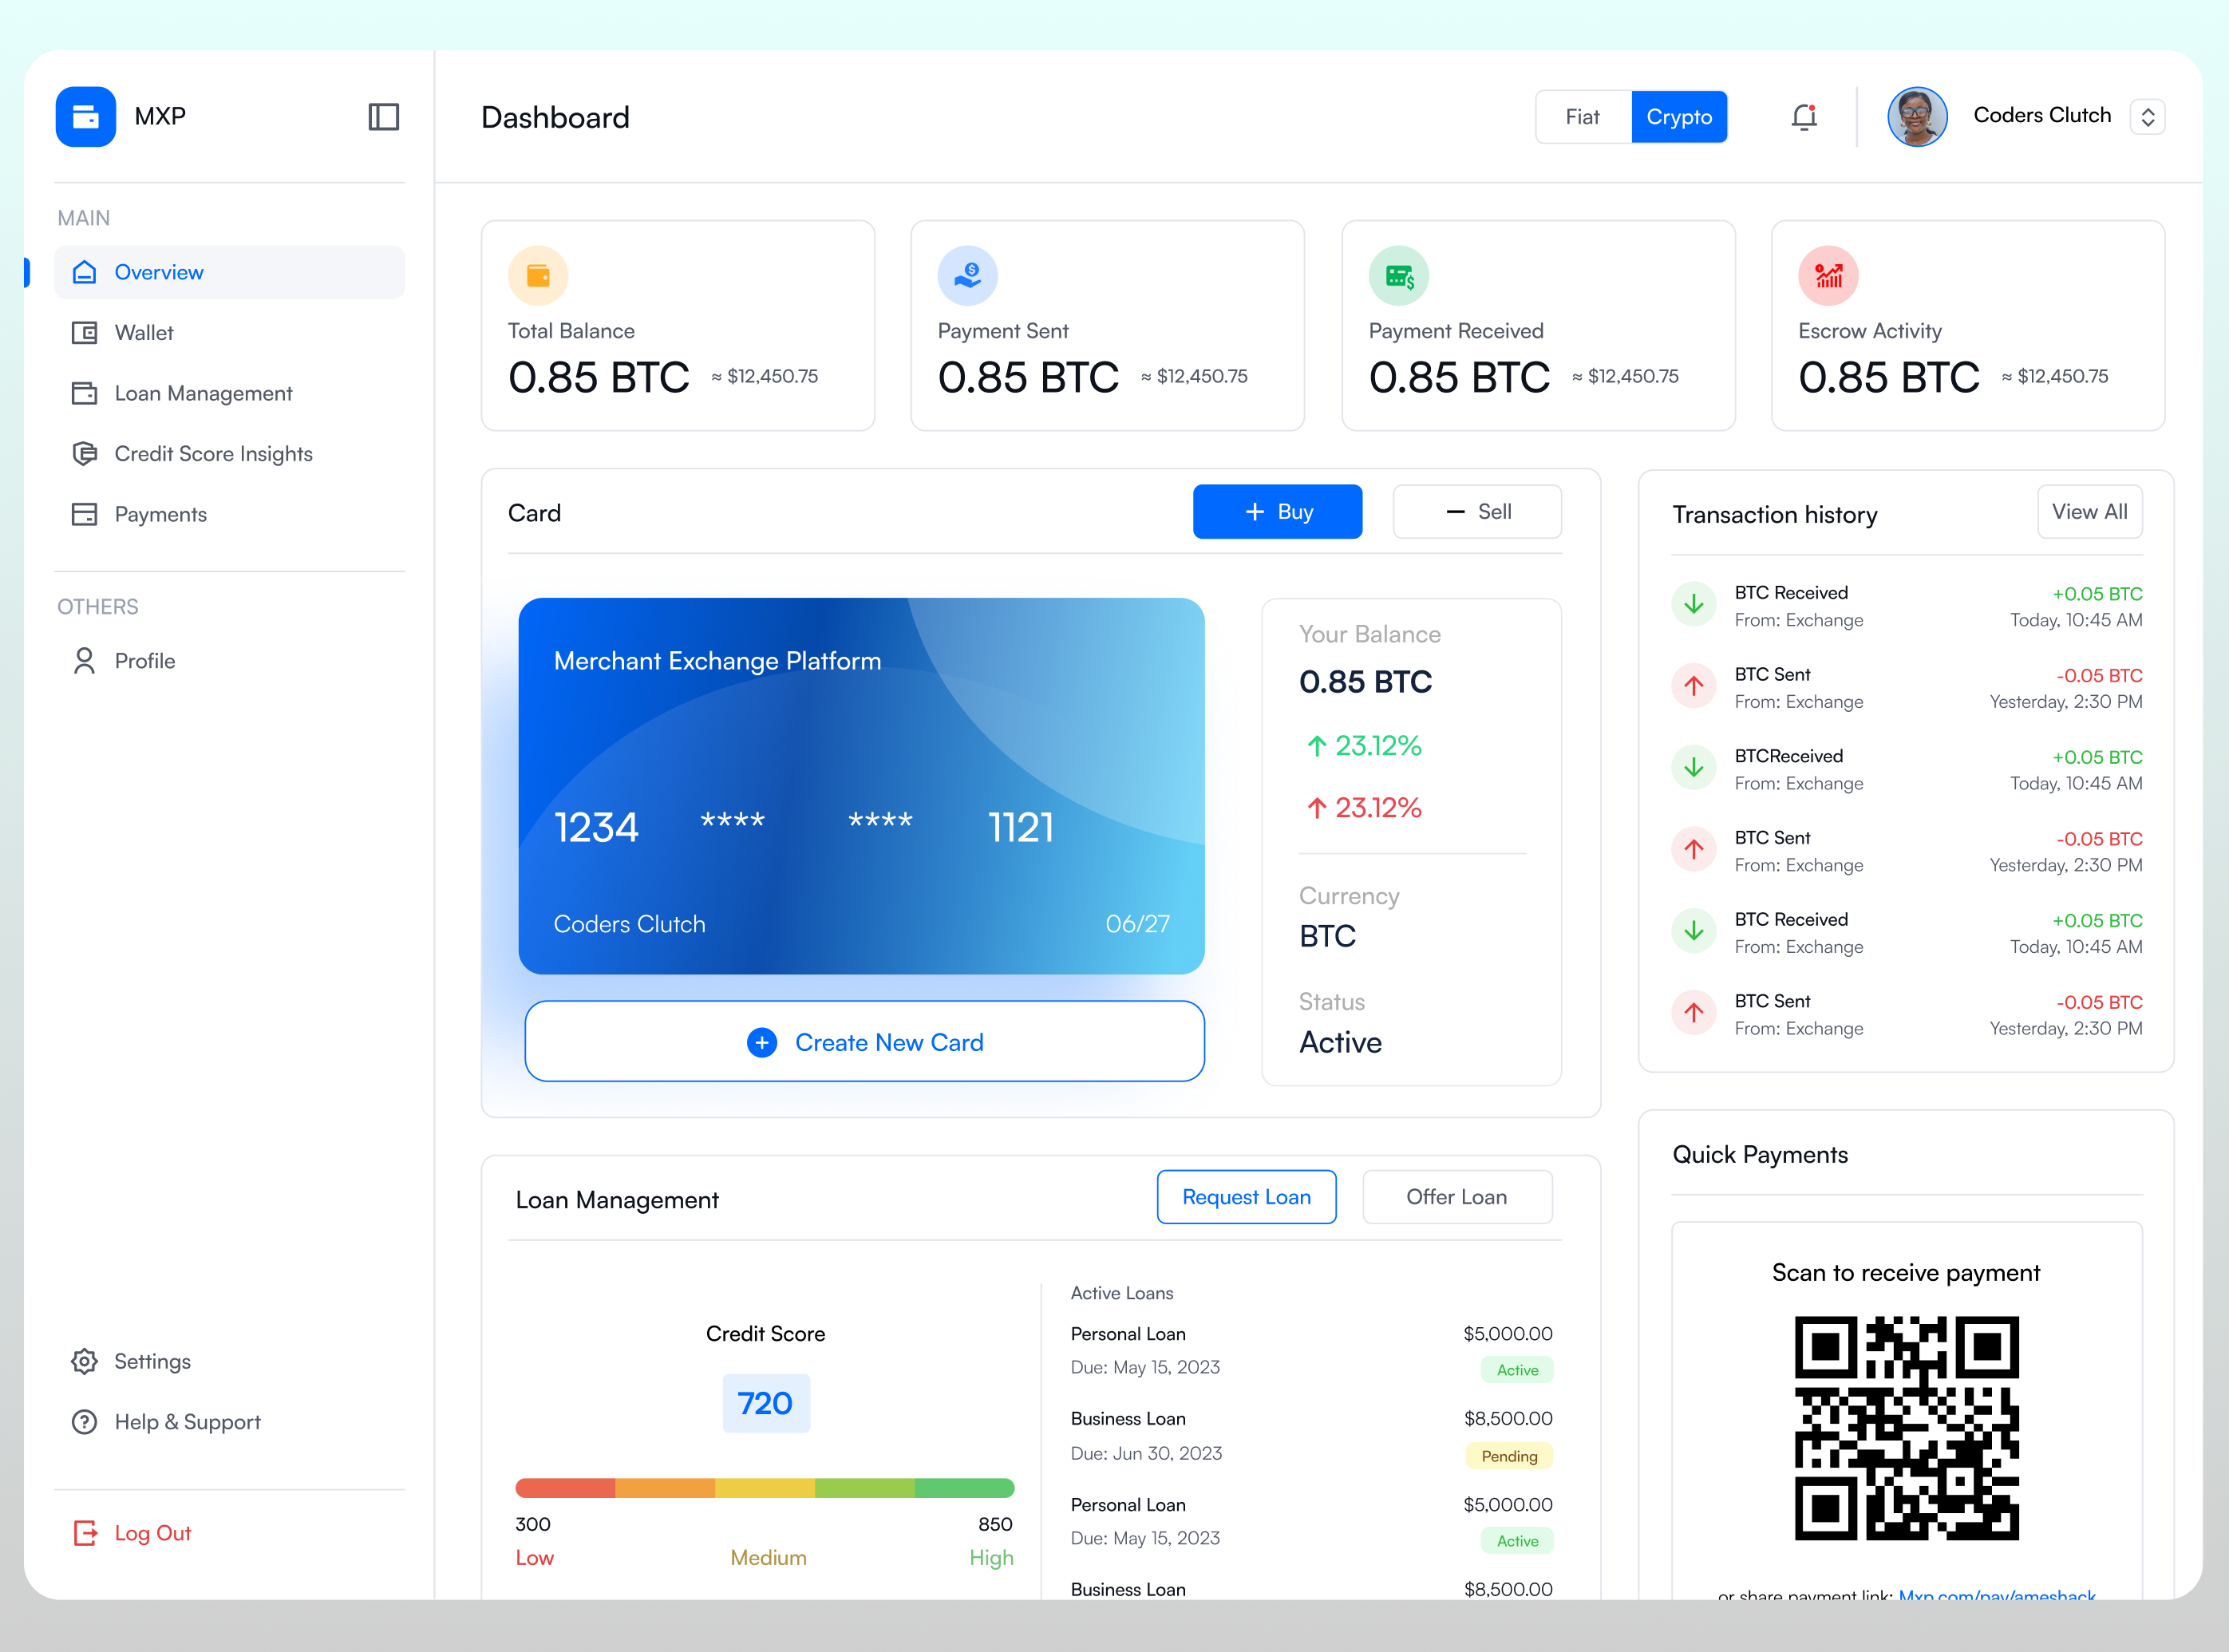 MXP
MAIN
Overview
Wallet
Loan Management
Credit Score Insights
Payments
OTHERS
Profile
Settings
Help & Support
Log Out
Dashboard
Fiat
Crypto
Coders Clutch
Total Balance
0.85 BTC ≈ $12,450.75
Payment Sent
0.85 BTC ≈ $12,450.75
Payment Received
0.85 BTC ≈ $12,450.75
Escrow Activity
0.85 BTC ≈ $12,450.75
Card
+ Buy
− Sell
Merchant Exchange Platform
1234 **** **** 1121
Coders Clutch 06/27
Create New Card
Your Balance
0.85 BTC
↑ 23.12%
↑ 23.12%
Currency
BTC
Status
Active
Transaction history
View All
BTC Received +0.05 BTC
From: Exchange Today, 10:45 AM
BTC Sent -0.05 BTC
From: Exchange Yesterday, 2:30 PM
BTCReceived +0.05 BTC
From: Exchange Today, 10:45 AM
BTC Sent -0.05 BTC
From: Exchange Yesterday, 2:30 PM
BTC Received +0.05 BTC
From: Exchange Today, 10:45 AM
BTC Sent -0.05 BTC
From: Exchange Yesterday, 2:30 PM
Loan Management
Request Loan
Offer Loan
Credit Score
720
300 850
Low Medium High
Active Loans
Personal Loan $5,000.00
Due: May 15, 2023 Active
Business Loan $8,500.00
Due: Jun 30, 2023 Pending
Personal Loan $5,000.00
Due: May 15, 2023 Active
Business Loan $8,500.00
Quick Payments
Scan to receive payment
or share payment link: Mxp.com/pay/ameshack